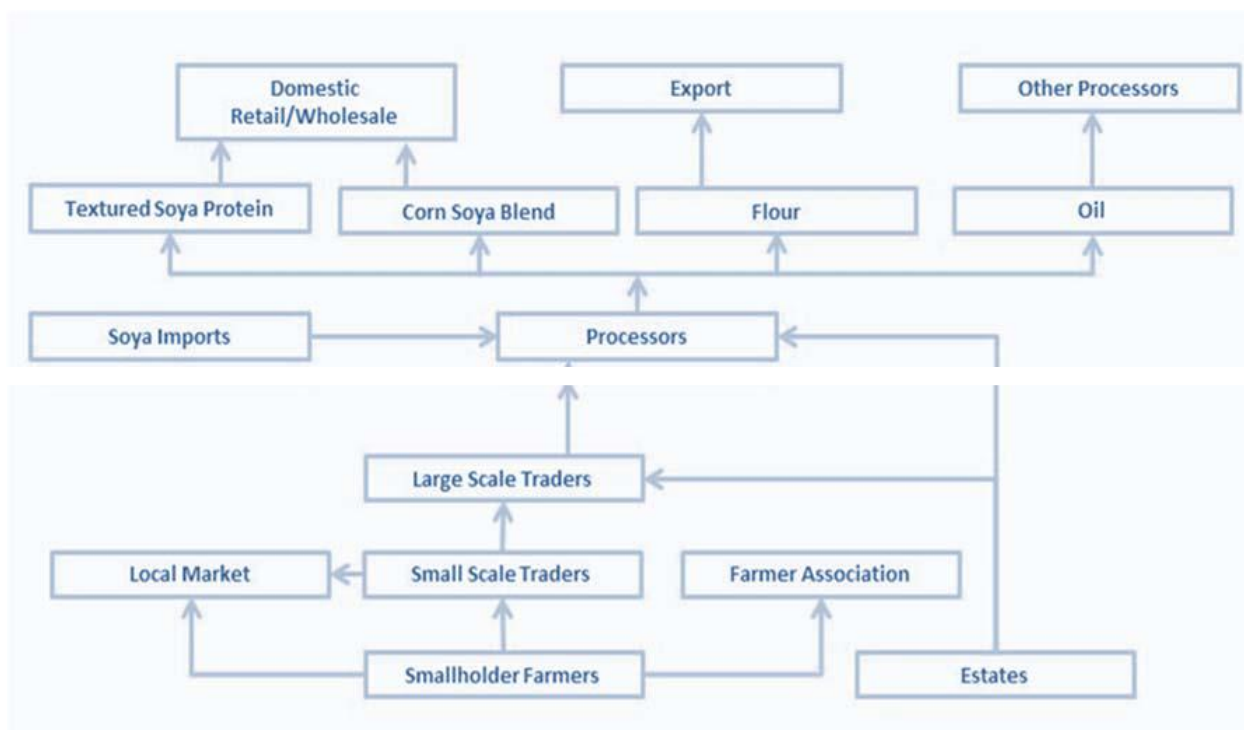 Domestic
Retail/Wholesale
Export
Other Processors
Textured Soya Protein
Corn Soya Blend
Flour
Oil
Soya Imports
Processors
Large Scale Traders
Local Market
Small Scale Traders
Farmer Association
Smallholder Farmers
Estates